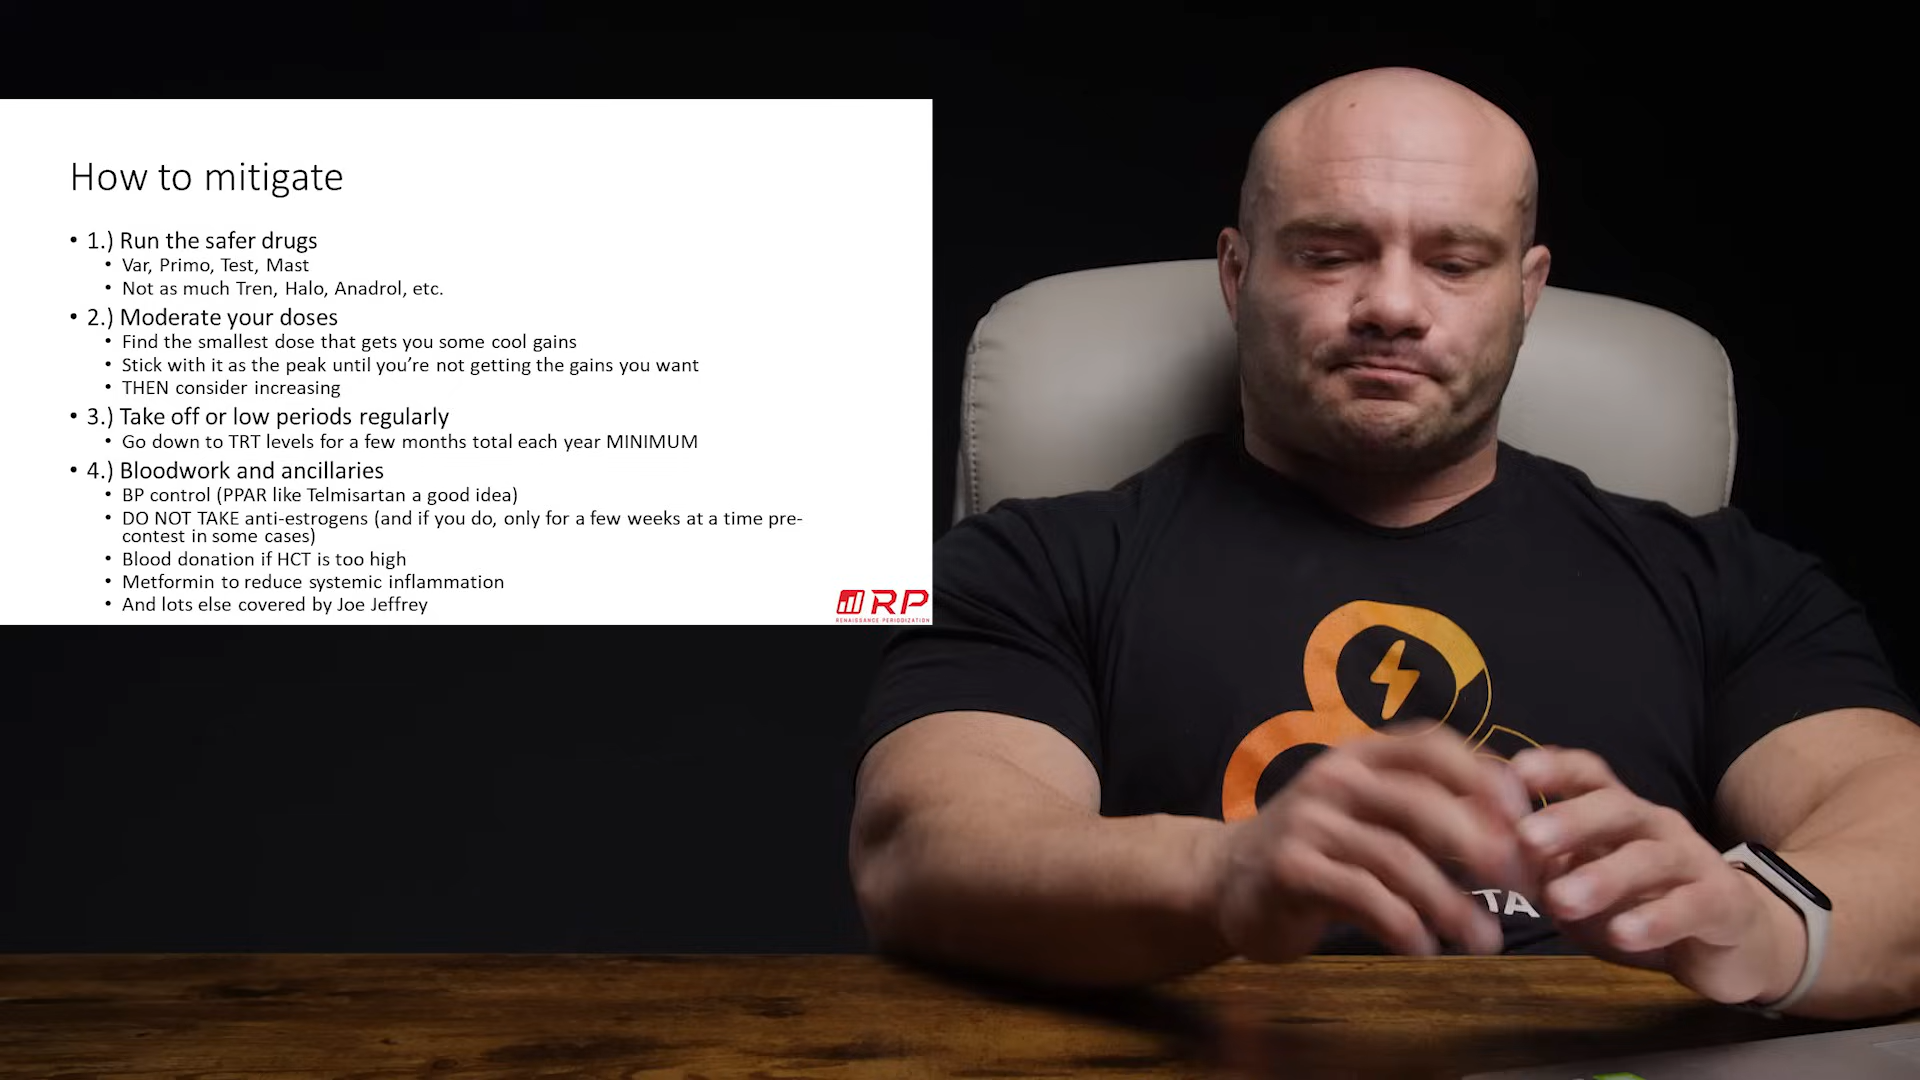 How to mitigate
• 1.) Run the safer drugs
• Var, Primo, Test, Mast
• Not as much Tren, Halo, Anadrol, etc.
• 2.) Moderate your doses
• Find the smallest dose that gets you some cool gains
• Stick with it as the peak until you’re not getting the gains you want
• THEN consider increasing
• 3.) Take off or low periods regularly
• Go down to TRT levels for a few months total each year MINIMUM
• 4.) Bloodwork and ancillaries
• BP control (PPAR like Telmisartan a good idea)
• DO NOT TAKE anti-estrogens (and if you do, only for a few weeks at a time pre-
contest in some cases)
• Blood donation if HCT is too high
• Metformin to reduce systemic inflammation
• And lots else covered by Joe Jeffrey
RP
RENAISSANCE PERIODIZATION
TA